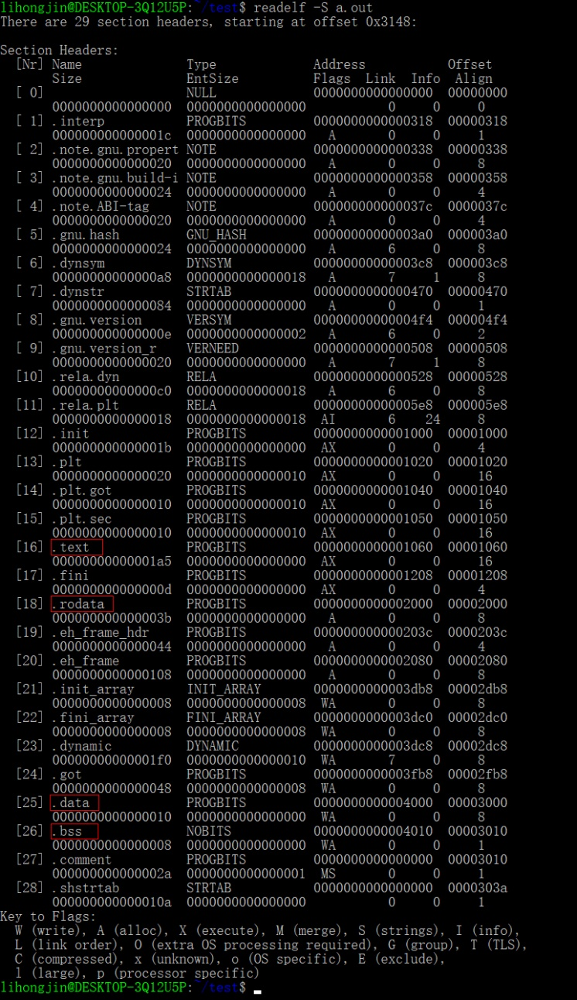 lihongjin@DESKTOP-3Q12U5P:~/test$ readelf -S a.out
There are 29 section headers, starting at offset 0x3148:

Section Headers:
  [Nr] Name              Type             Address           Offset
       Size              EntSize          Flags  Link  Info  Align
  [ 0]                   NULL             0000000000000000  00000000
       0000000000000000  0000000000000000           0     0     0
  [ 1] .interp           PROGBITS         0000000000000318  00000318
       000000000000001c  0000000000000000   A       0     0     1
  [ 2] .note.gnu.propert NOTE             0000000000000338  00000338
       0000000000000020  0000000000000000   A       0     0     8
  [ 3] .note.gnu.build-i NOTE             0000000000000358  00000358
       0000000000000024  0000000000000000   A       0     0     4
  [ 4] .note.ABI-tag     NOTE             000000000000037c  0000037c
       0000000000000020  0000000000000000   A       0     0     4
  [ 5] .gnu.hash         GNU_HASH         00000000000003a0  000003a0
       0000000000000024  0000000000000000   A       6     0     8
  [ 6] .dynsym           DYNSYM           00000000000003c8  000003c8
       00000000000000a8  0000000000000018   A       7     1     8
  [ 7] .dynstr           STRTAB           0000000000000470  00000470
       0000000000000084  0000000000000000   A       0     0     1
  [ 8] .gnu.version      VERSYM           00000000000004f4  000004f4
       000000000000000e  0000000000000002   A       6     0     2
  [ 9] .gnu.version_r    VERNEED          0000000000000508  00000508
       0000000000000020  0000000000000000   A       7     1     8
  [10] .rela.dyn         RELA             0000000000000528  00000528
       00000000000000c0  0000000000000018   A       6     0     8
  [11] .rela.plt         RELA             00000000000005e8  000005e8
       0000000000000018  0000000000000018  AI       6    24     8
  [12] .init             PROGBITS         0000000000001000  00001000
       000000000000001b  0000000000000000  AX       0     0     4
  [13] .plt              PROGBITS         0000000000001020  00001020
       0000000000000020  0000000000000010  AX       0     0     16
  [14] .plt.got          PROGBITS         0000000000001040  00001040
       0000000000000010  0000000000000010  AX       0     0     16
  [15] .plt.sec          PROGBITS         0000000000001050  00001050
       0000000000000010  0000000000000010  AX       0     0     16
  [16] .text             PROGBITS         0000000000001060  00001060
       00000000000001a5  0000000000000000  AX       0     0     16
  [17] .fini             PROGBITS         0000000000001208  00001208
       000000000000000d  0000000000000000  AX       0     0     4
  [18] .rodata           PROGBITS         0000000000002000  00002000
       000000000000003b  0000000000000000   A       0     0     8
  [19] .eh_frame_hdr     PROGBITS         000000000000203c  0000203c
       0000000000000044  0000000000000000   A       0     0     4
  [20] .eh_frame         PROGBITS         0000000000002080  00002080
       0000000000000108  0000000000000000   A       0     0     8
  [21] .init_array       INIT_ARRAY       0000000000003db8  00002db8
       0000000000000008  0000000000000008  WA       0     0     8
  [22] .fini_array       FINI_ARRAY       0000000000003dc0  00002dc0
       0000000000000008  0000000000000008  WA       0     0     8
  [23] .dynamic          DYNAMIC          0000000000003dc8  00002dc8
       00000000000001f0  0000000000000010  WA       7     0     8
  [24] .got              PROGBITS         0000000000003fb8  00002fb8
       0000000000000048  0000000000000008  WA       0     0     8
  [25] .data             PROGBITS         0000000000004000  00003000
       0000000000000010  0000000000000000  WA       0     0     8
  [26] .bss              NOBITS           0000000000004010  00003010
       0000000000000008  0000000000000000  WA       0     0     1
  [27] .comment          PROGBITS         0000000000000000  00003010
       000000000000002a  0000000000000001  MS       0     0     1
  [28] .shstrtab         STRTAB           0000000000000000  0000303a
       000000000000010a  0000000000000000           0     0     1
Key to Flags:
  W (write), A (alloc), X (execute), M (merge), S (strings), I (info),
  L (link order), O (extra OS processing required), G (group), T (TLS),
  C (compressed), x (unknown), o (OS specific), E (exclude),
  l (large), p (processor specific)
lihongjin@DESKTOP-3Q12U5P:~/test$